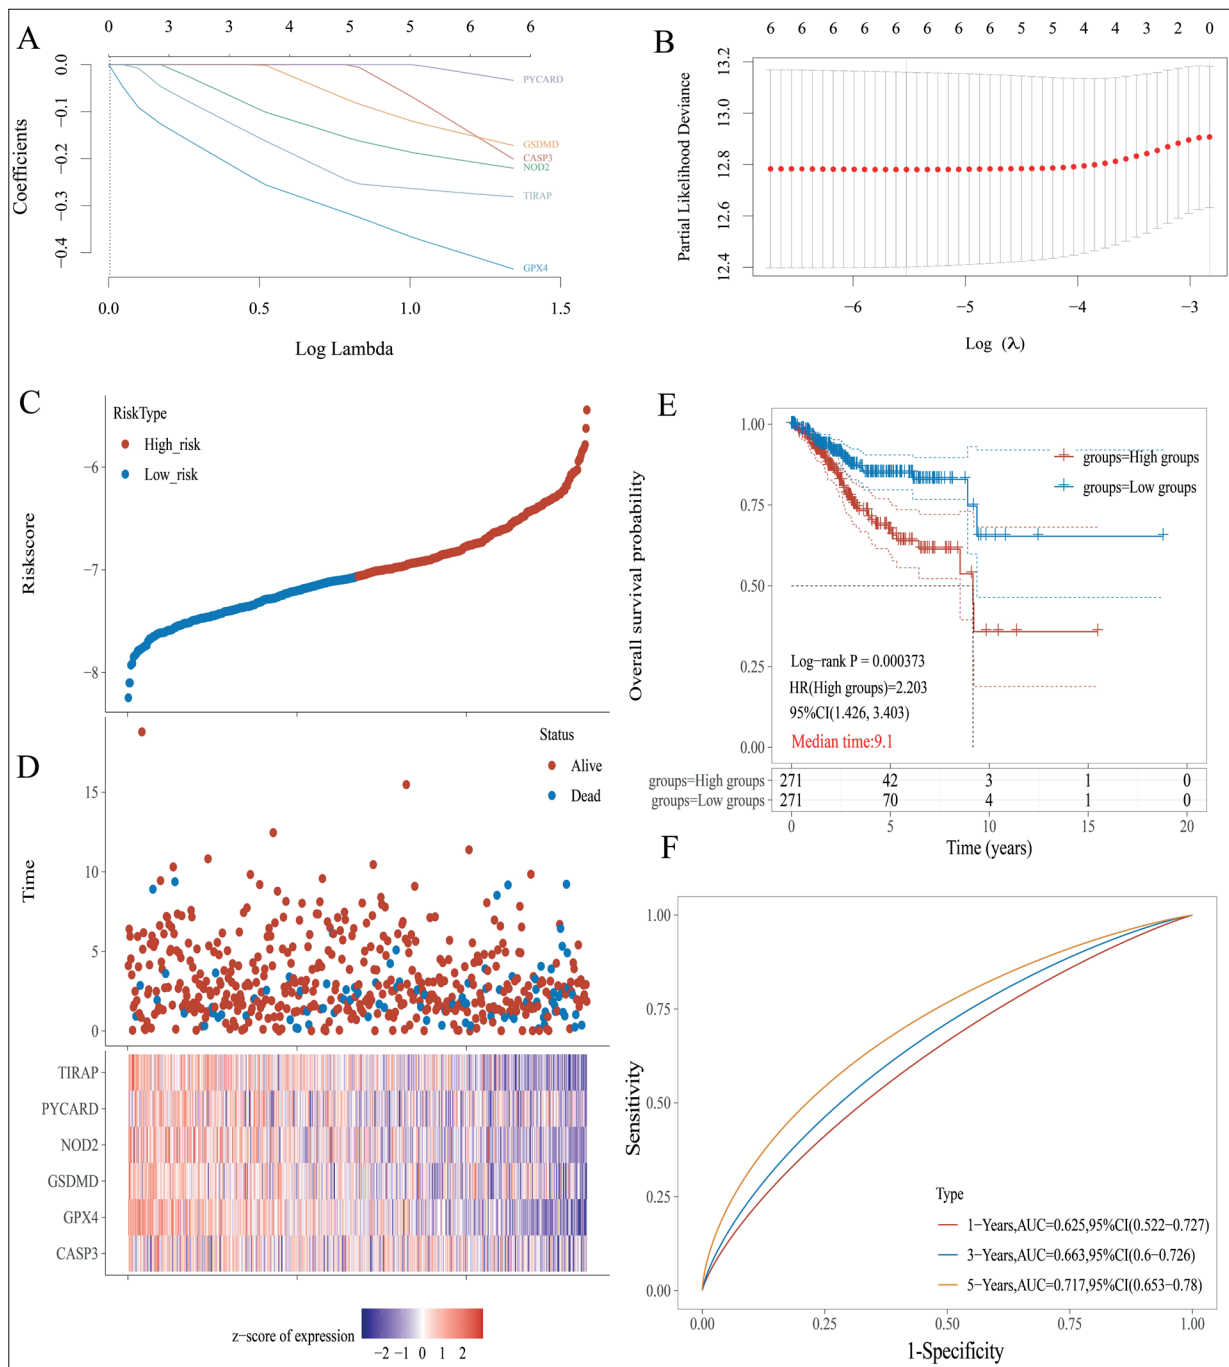 A
0 3 3 5 5 6
0.0
−0.1
−0.2
−0.3
−0.4
Coefficients
PYCARD
GSDMD
CASP3
NOD2
TIRAP
GPX4
0.0 0.5 1.0 1.5
Log Lambda
B
6 6 6 6 6 6 5 5 4 4 3 2 0
13.2
13.0
12.8
12.6
12.4
Partial Likelihood Deviance
−6 −5 −4 −3
Log (λ)
C
RiskType
High_risk
Low_risk
−6
−7
−8
Riskscore
D
Status
Alive
Dead
15
10
5
0
Time
TIRAP
PYCARD
NOD2
GSDMD
GPX4
CASP3
z−score of expression
−2 −1 0 1 2
E
1.00
0.75
0.50
0.25
0.00
Overall survival probability
groups=High groups
groups=Low groups
Log−rank P = 0.000373
HR(High groups)=2.203
95%CI(1.426, 3.403)
Median time:9.1
groups=High groups 271 42 3 1 0
groups=Low groups 271 70 4 1 0
0 5 10 15 20
Time (years)
F
1.00
0.75
0.50
0.25
0.00
Sensitivity
Type
1−Years,AUC=0.625,95%CI(0.522−0.727)
3−Years,AUC=0.663,95%CI(0.6−0.726)
5−Years,AUC=0.717,95%CI(0.653−0.78)
0.00 0.25 0.50 0.75 1.00
1-Specificity